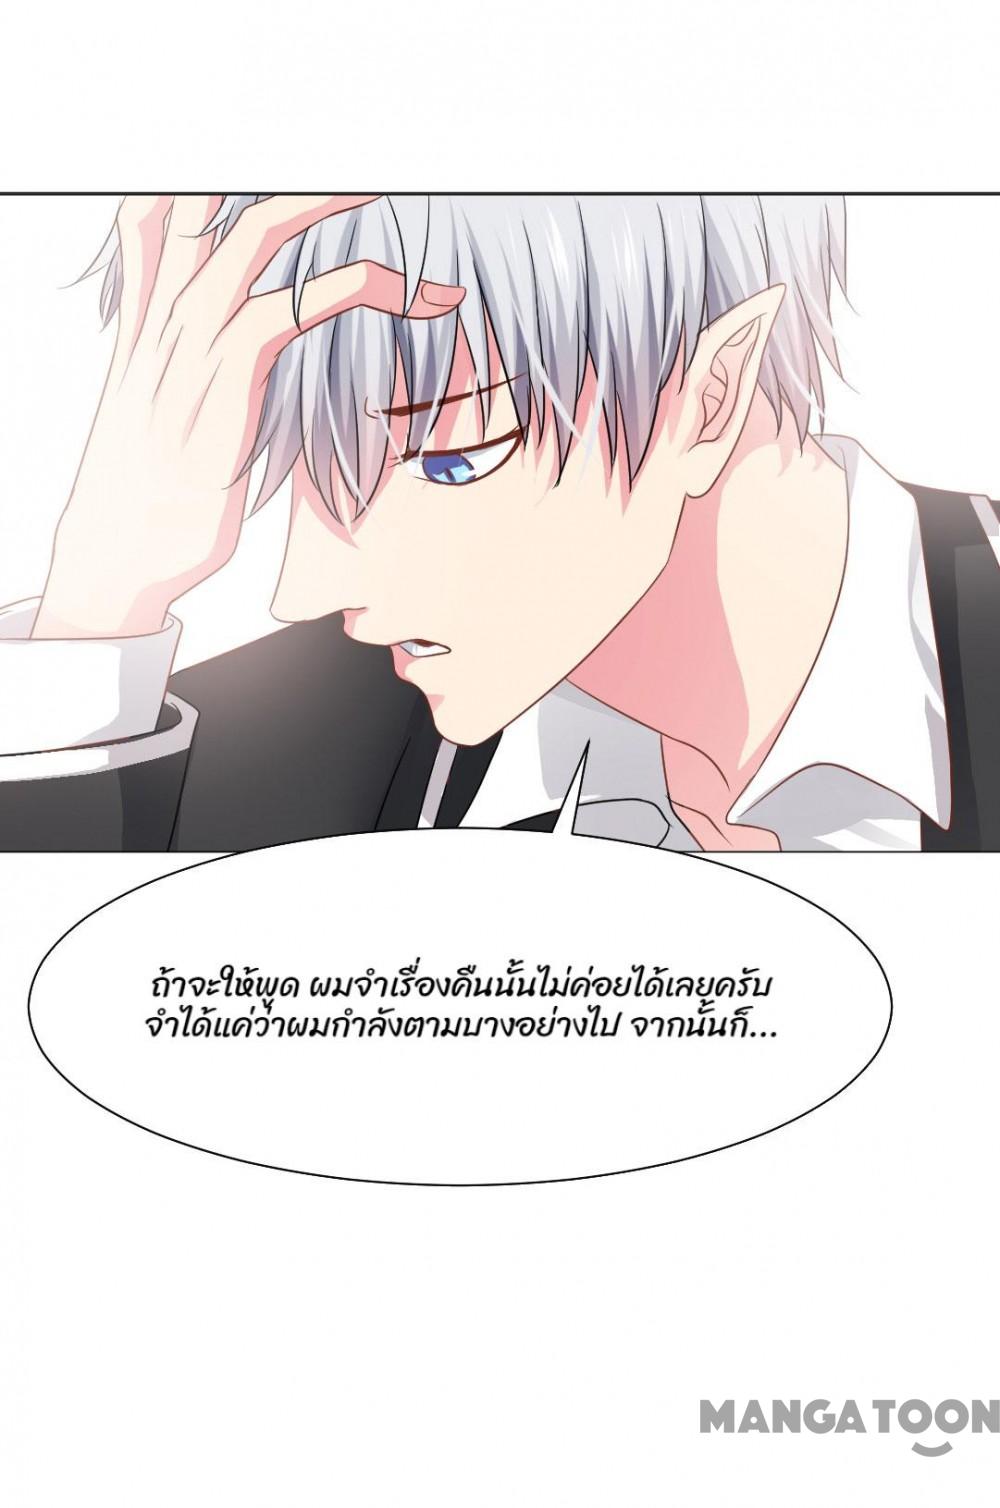 ถ้าจะให้พูด ผมจำเรื่องคืนนั้นไม่ค่อยได้เลยครับ
จำได้แค่ว่าผมกำลังตามบางอย่างไป จากนั้นก็...
MANGATOON